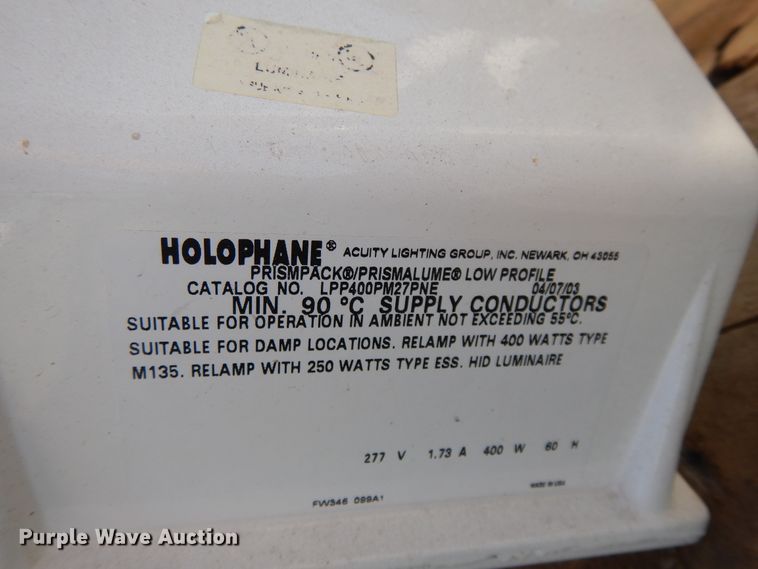 HOLOPHANE® ACUITY LIGHTING GROUP, INC. NEWARK, OH 43055
PRISMPACK®/PRISMALUME® LOW PROFILE
CATALOG NO. LPP400PM27PNE 04/07/03
MIN. 90 °C SUPPLY CONDUCTORS
SUITABLE FOR OPERATION IN AMBIENT NOT EXCEEDING 55°C.
SUITABLE FOR DAMP LOCATIONS. RELAMP WITH 400 WATTS TYPE
M135. RELAMP WITH 250 WATTS TYPE ESS. HID LUMINAIRE
277 V 1.73 A 400 W 60 H
MADE IN USA
FW346 099A1
Purple Wave Auction